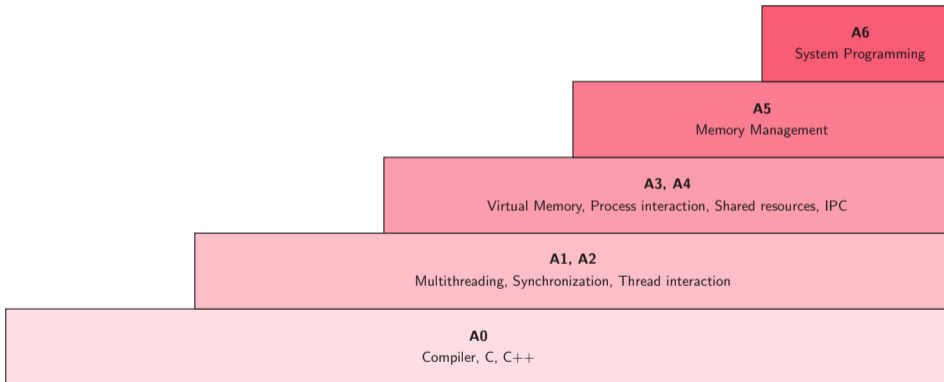 A6
System Programming
A5
Memory Management
A3, A4
Virtual Memory, Process interaction, Shared resources, IPC
A1, A2
Multithreading, Synchronization, Thread interaction
A0
Compiler, C, C++